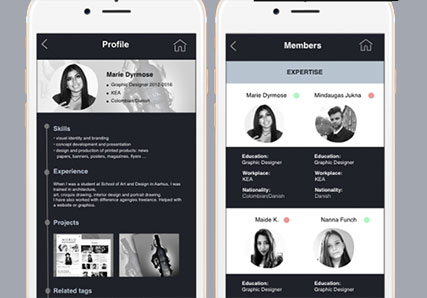 Profile
Marie Dyrmose
Graphic Designer 2012-2016
KEA
Colombian/Danish
Skills
- visual identity and branding
- concept development and presentation
- design and production of printed products: news
papers, banners, posters, magazines, flyers ...
Experience
When I was a student at School of Art and Design in Aarhus, I was
trained in architecture,
art, croquis drawing, interior design and portrait drawing.
I have also worked with difference agengies freelance. Helped with
a website or graphics.
Projects
Related tags
Members
EXPERTISE
Marie Dyrmose
Mindaugas Jukna
Education:
Graphic Designer
Workplace:
KEA
Nationality:
Colombian/Danish
Education:
Graphic Designer
Workplace:
KEA
Nationality:
Danish
Maide K.
Nanna Funch
Education:
Graphic Designer
Education:
Graphic Designer